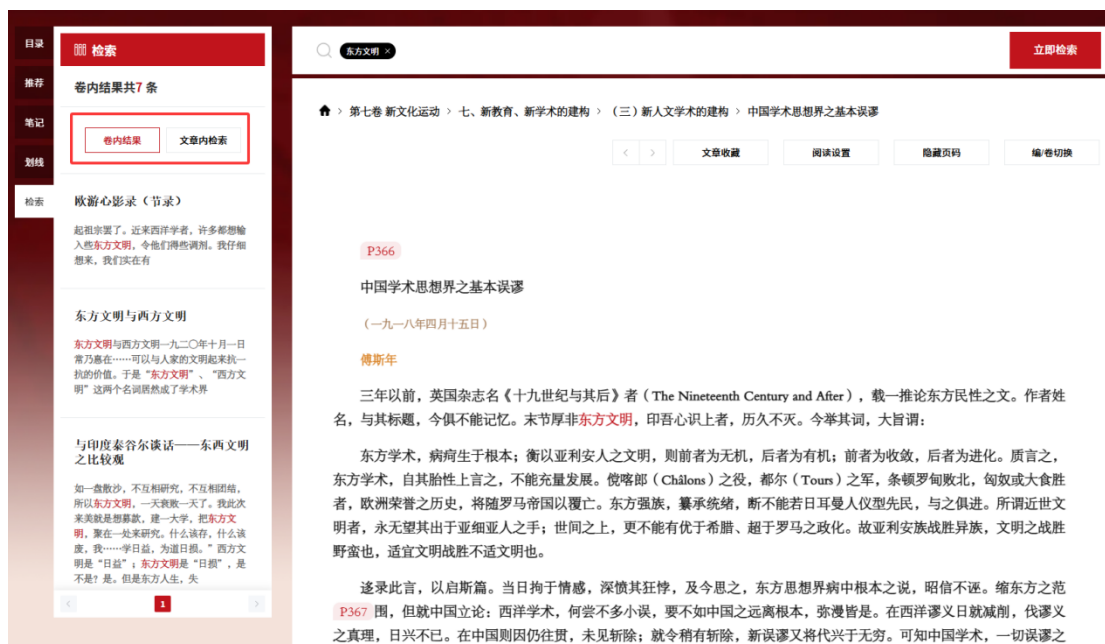 目录
推荐
笔记
划线
检索
检索
卷内结果共7 条
卷内结果
文章内检索
欧游心影录（节录）
起祖宗罢了。近来西洋学者，许多都想输
入些东方文明，令他们得些调剂。我仔细
想来，我们实在有
东方文明与西方文明
东方文明与西方文明一九二〇年十月一日
常乃惪在……可以与人家的文明起来抗一
抗的价值。于是“东方文明”、“西方文
明”这两个名词居然成了学术界
与印度泰谷尔谈话——东西文明
之比较观
如一盘散沙，不互相研究，不互相团结，
所以东方文明，一天衰败一天了。我此次
来美就是想募款，建一大学，把东方文
明，聚在一处来研究。什么该存，什么该
废，我……学日益，为道日损。”西方文
明是“日益”；东方文明是“日损”，是
不是？是。但是东方人生，失
1
东方文明 ×
立即检索
> 第七卷 新文化运动 > 七、新教育、新学术的建构 > （三）新人文学术的建构 > 中国学术思想界之基本误谬
< >
文章收藏
阅读设置
隐藏页码
编/卷切换
P366
中国学术思想界之基本误谬
（一九一八年四月十五日）
傅斯年
三年以前，英国杂志名《十九世纪与其后》者（The Nineteenth Century and After），载一推论东方民性之文。作者姓
名，与其标题，今俱不能记忆。末节厚非东方文明，印吾心识上者，历久不灭。今举其词，大旨谓：
东方学术，病疴生于根本；衡以亚利安人之文明，则前者为无机，后者为有机；前者为收敛，后者为进化。质言之，
东方学术，自其胎性上言之，不能充量发展。傥喀郎（Châlons）之役，都尔（Tours）之军，条顿罗甸败北，匈奴或大食胜
者，欧洲荣誉之历史，将随罗马帝国以覆亡。东方强族，纂承统绪，断不能若日耳曼人仪型先民，与之俱进。所谓近世文
明者，永无望其出于亚细亚人之手；世间之上，更不能有优于希腊、超于罗马之政化。故亚利安族战胜异族，文明之战胜
野蛮也，适宜文明战胜不适文明也。
迻录此言，以启斯篇。当日拘于情感，深愤其狂悖，及今思之，东方思想界病中根本之说，昭信不诬。缩东方之范
P367 围，但就中国立论：西洋学术，何尝不多小误，要不如中国之远离根本，弥漫皆是。在西洋谬义日就减削，伐谬义
之真理，日兴不已。在中国则因仍往贯，未见斩除；就令稍有斩除，新误谬又将代兴于无穷。可知中国学术，一切误谬之